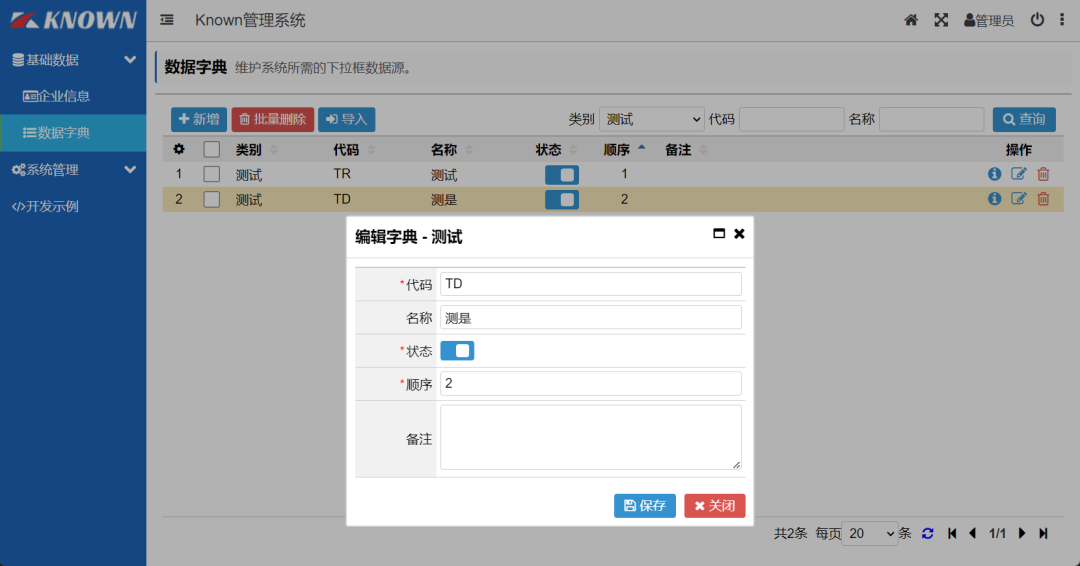 KNOWN
Known管理系统
管理员
基础数据
企业信息
数据字典
系统管理
开发示例
数据字典 维护系统所需的下拉框数据源。
新增 批量删除 导入 类别 测试 代码 名称 查询
类别 代码 名称 状态 顺序 备注 操作
1 测试 TR 测试 1
2 测试 TD 测是 2
编辑字典 - 测试
*代码 TD
名称 测是
*状态
*顺序 2
备注
保存 关闭
共2条 每页 20 条 1/1